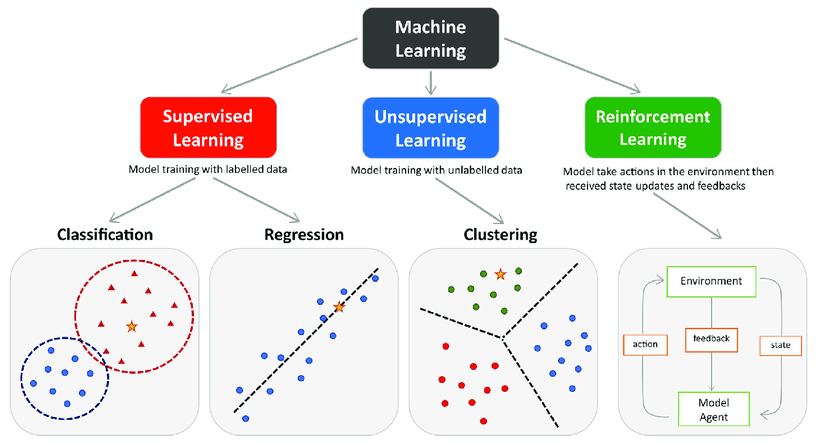 Machine
Learning
Supervised
Learning
Unsupervised
Learning
Reinforcement
Learning
Model training with labelled data
Model training with unlabelled data
Model take actions in the environment then
received state updates and feedbacks
Classification
Regression
Clustering
Environment
action
feedback
state
Model
Agent